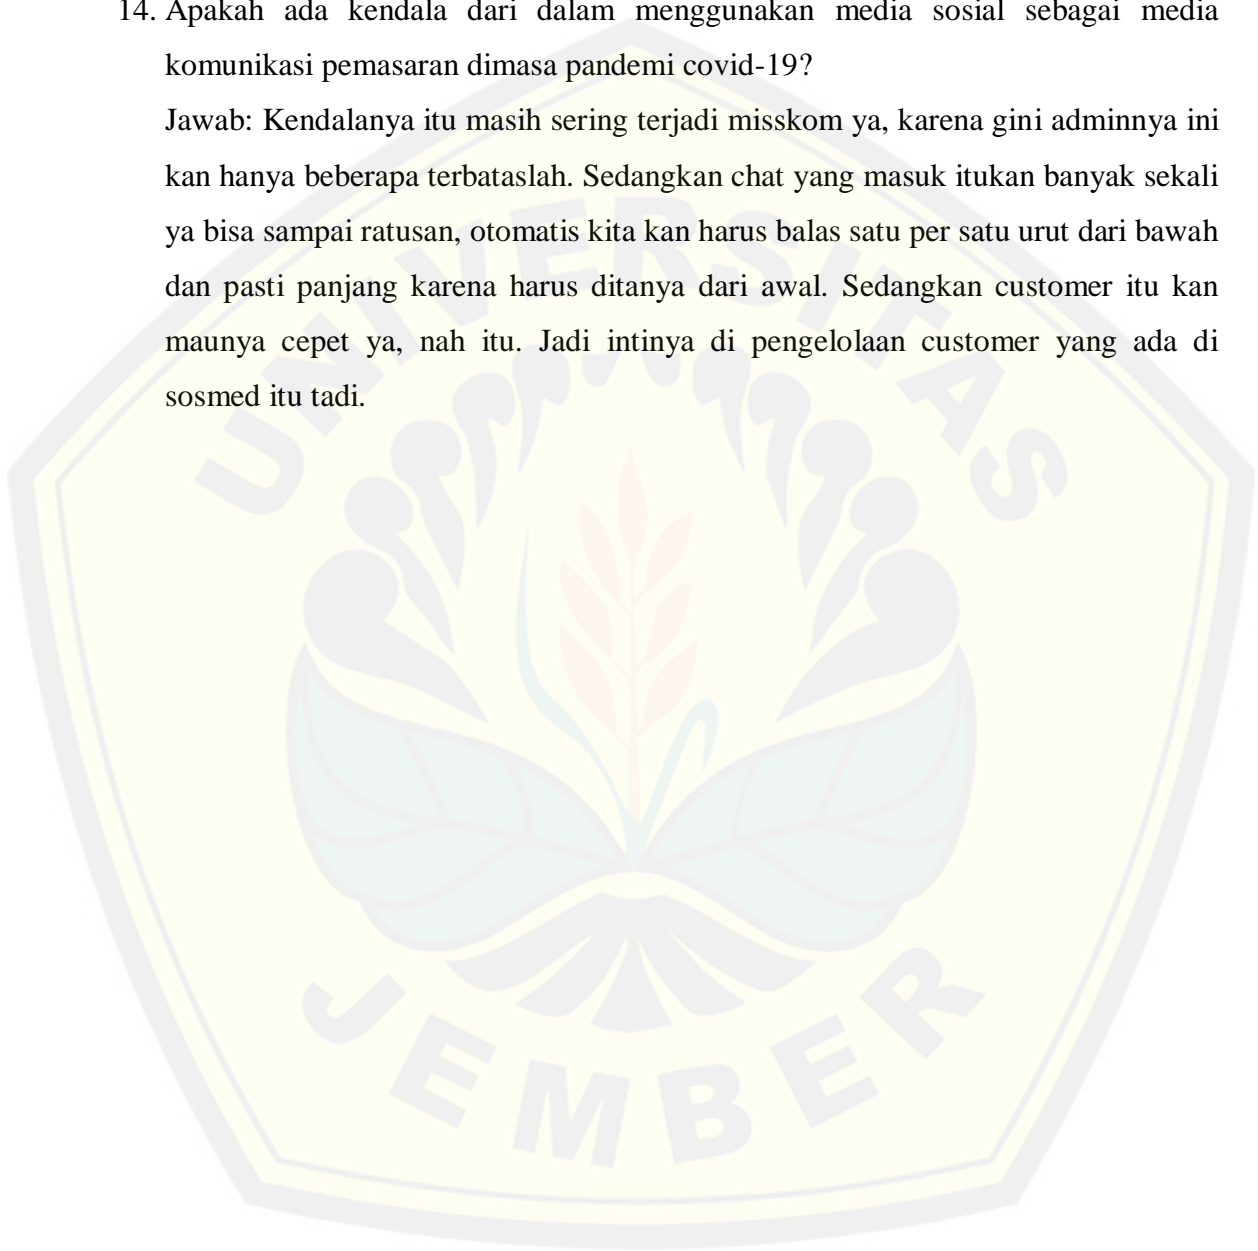 14. Apakah ada kendala dari dalam menggunakan media sosial sebagai media
komunikasi pemasaran dimasa pandemi covid-19?
Jawab: Kendalanya itu masih sering terjadi misskom ya, karena gini adminnya ini
kan hanya beberapa terbataslah. Sedangkan chat yang masuk itukan banyak sekali
ya bisa sampai ratusan, otomatis kita kan harus balas satu per satu urut dari bawah
dan pasti panjang karena harus ditanya dari awal. Sedangkan customer itu kan
maunya cepet ya, nah itu. Jadi intinya di pengelolaan customer yang ada di
sosmed itu tadi.
UNIVERSITAS
JEMBER